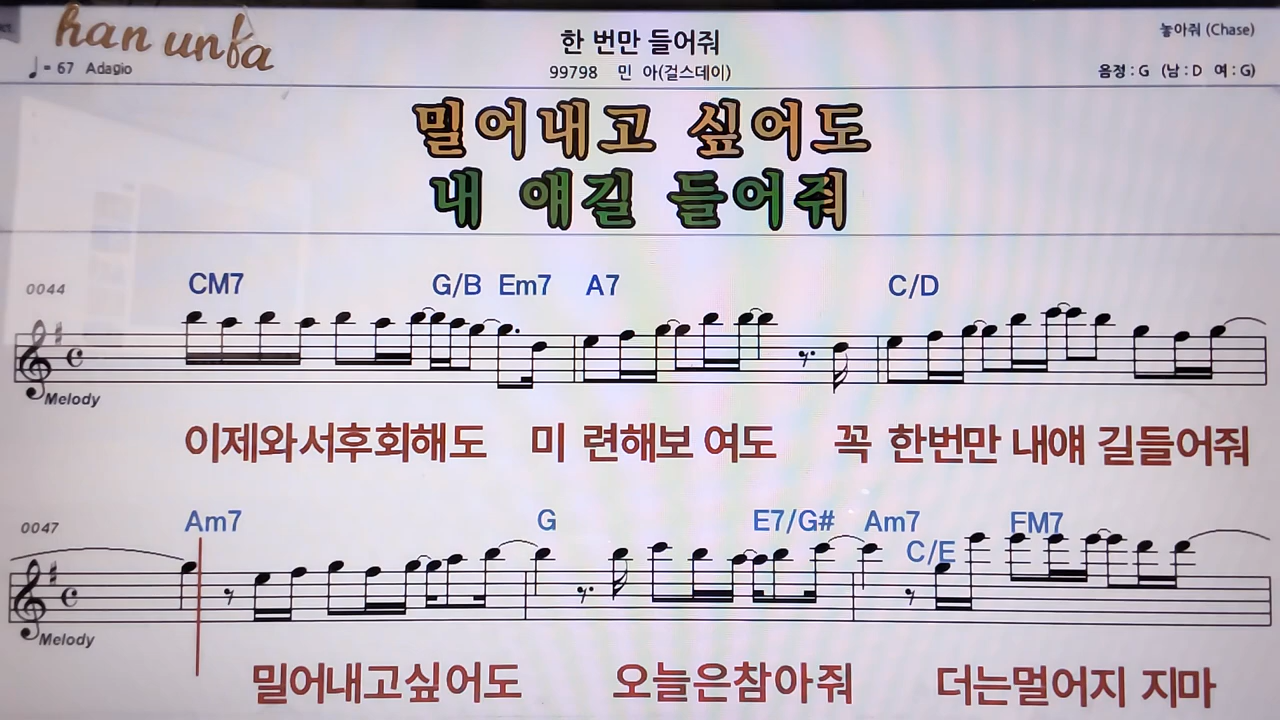 han unfa
한 번만 들어줘
놓아줘 (Chase)
♩= 67 Adagio
99798 민 아(걸스데이)
음정 : G (남 : D 여 : G)
밀어내고 싶어도
내 얘길 들어줘
0044 CM7 G/B Em7 A7 C/D
Melody
이제와서후회해도 미 련해보 여도 꼭 한번만 내얘 길들어줘
0047 Am7 G E7/G# Am7 C/E FM7
Melody
밀어내고싶어도 오늘은참아줘 더는멀어지 지마